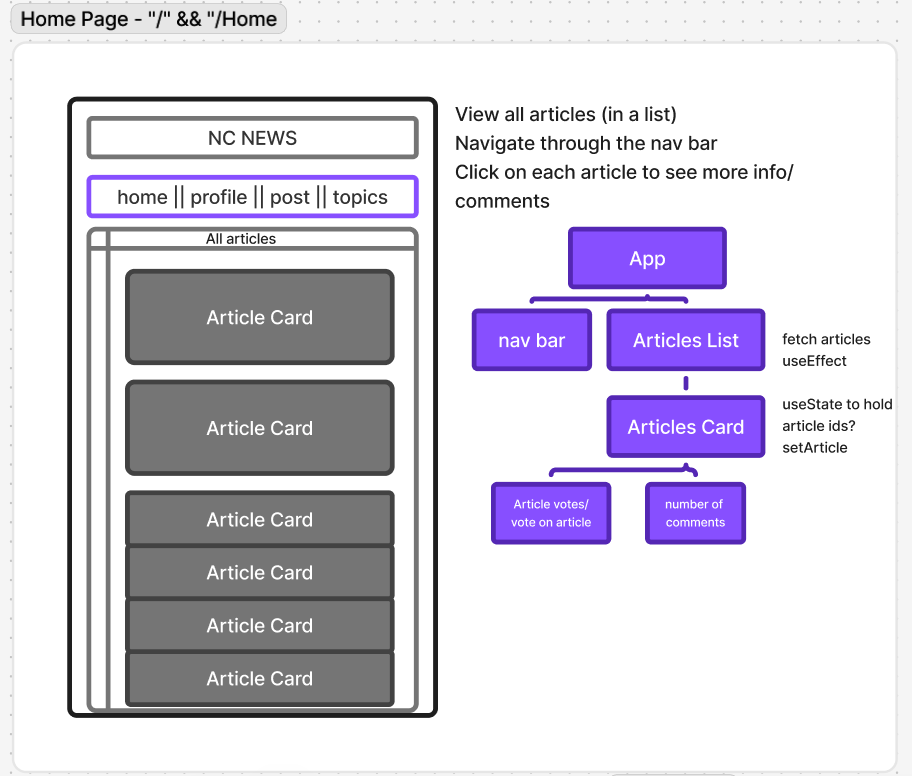 Home Page - "/" && "/Home
NC NEWS
home || profile || post || topics
All articles
Article Card
Article Card
Article Card
Article Card
Article Card
Article Card
View all articles (in a list)
Navigate through the nav bar
Click on each article to see more info/
comments
App
nav bar
Articles List
fetch articles
useEffect
Articles Card
useState to hold
article ids?
setArticle
Article votes/
vote on article
number of
comments